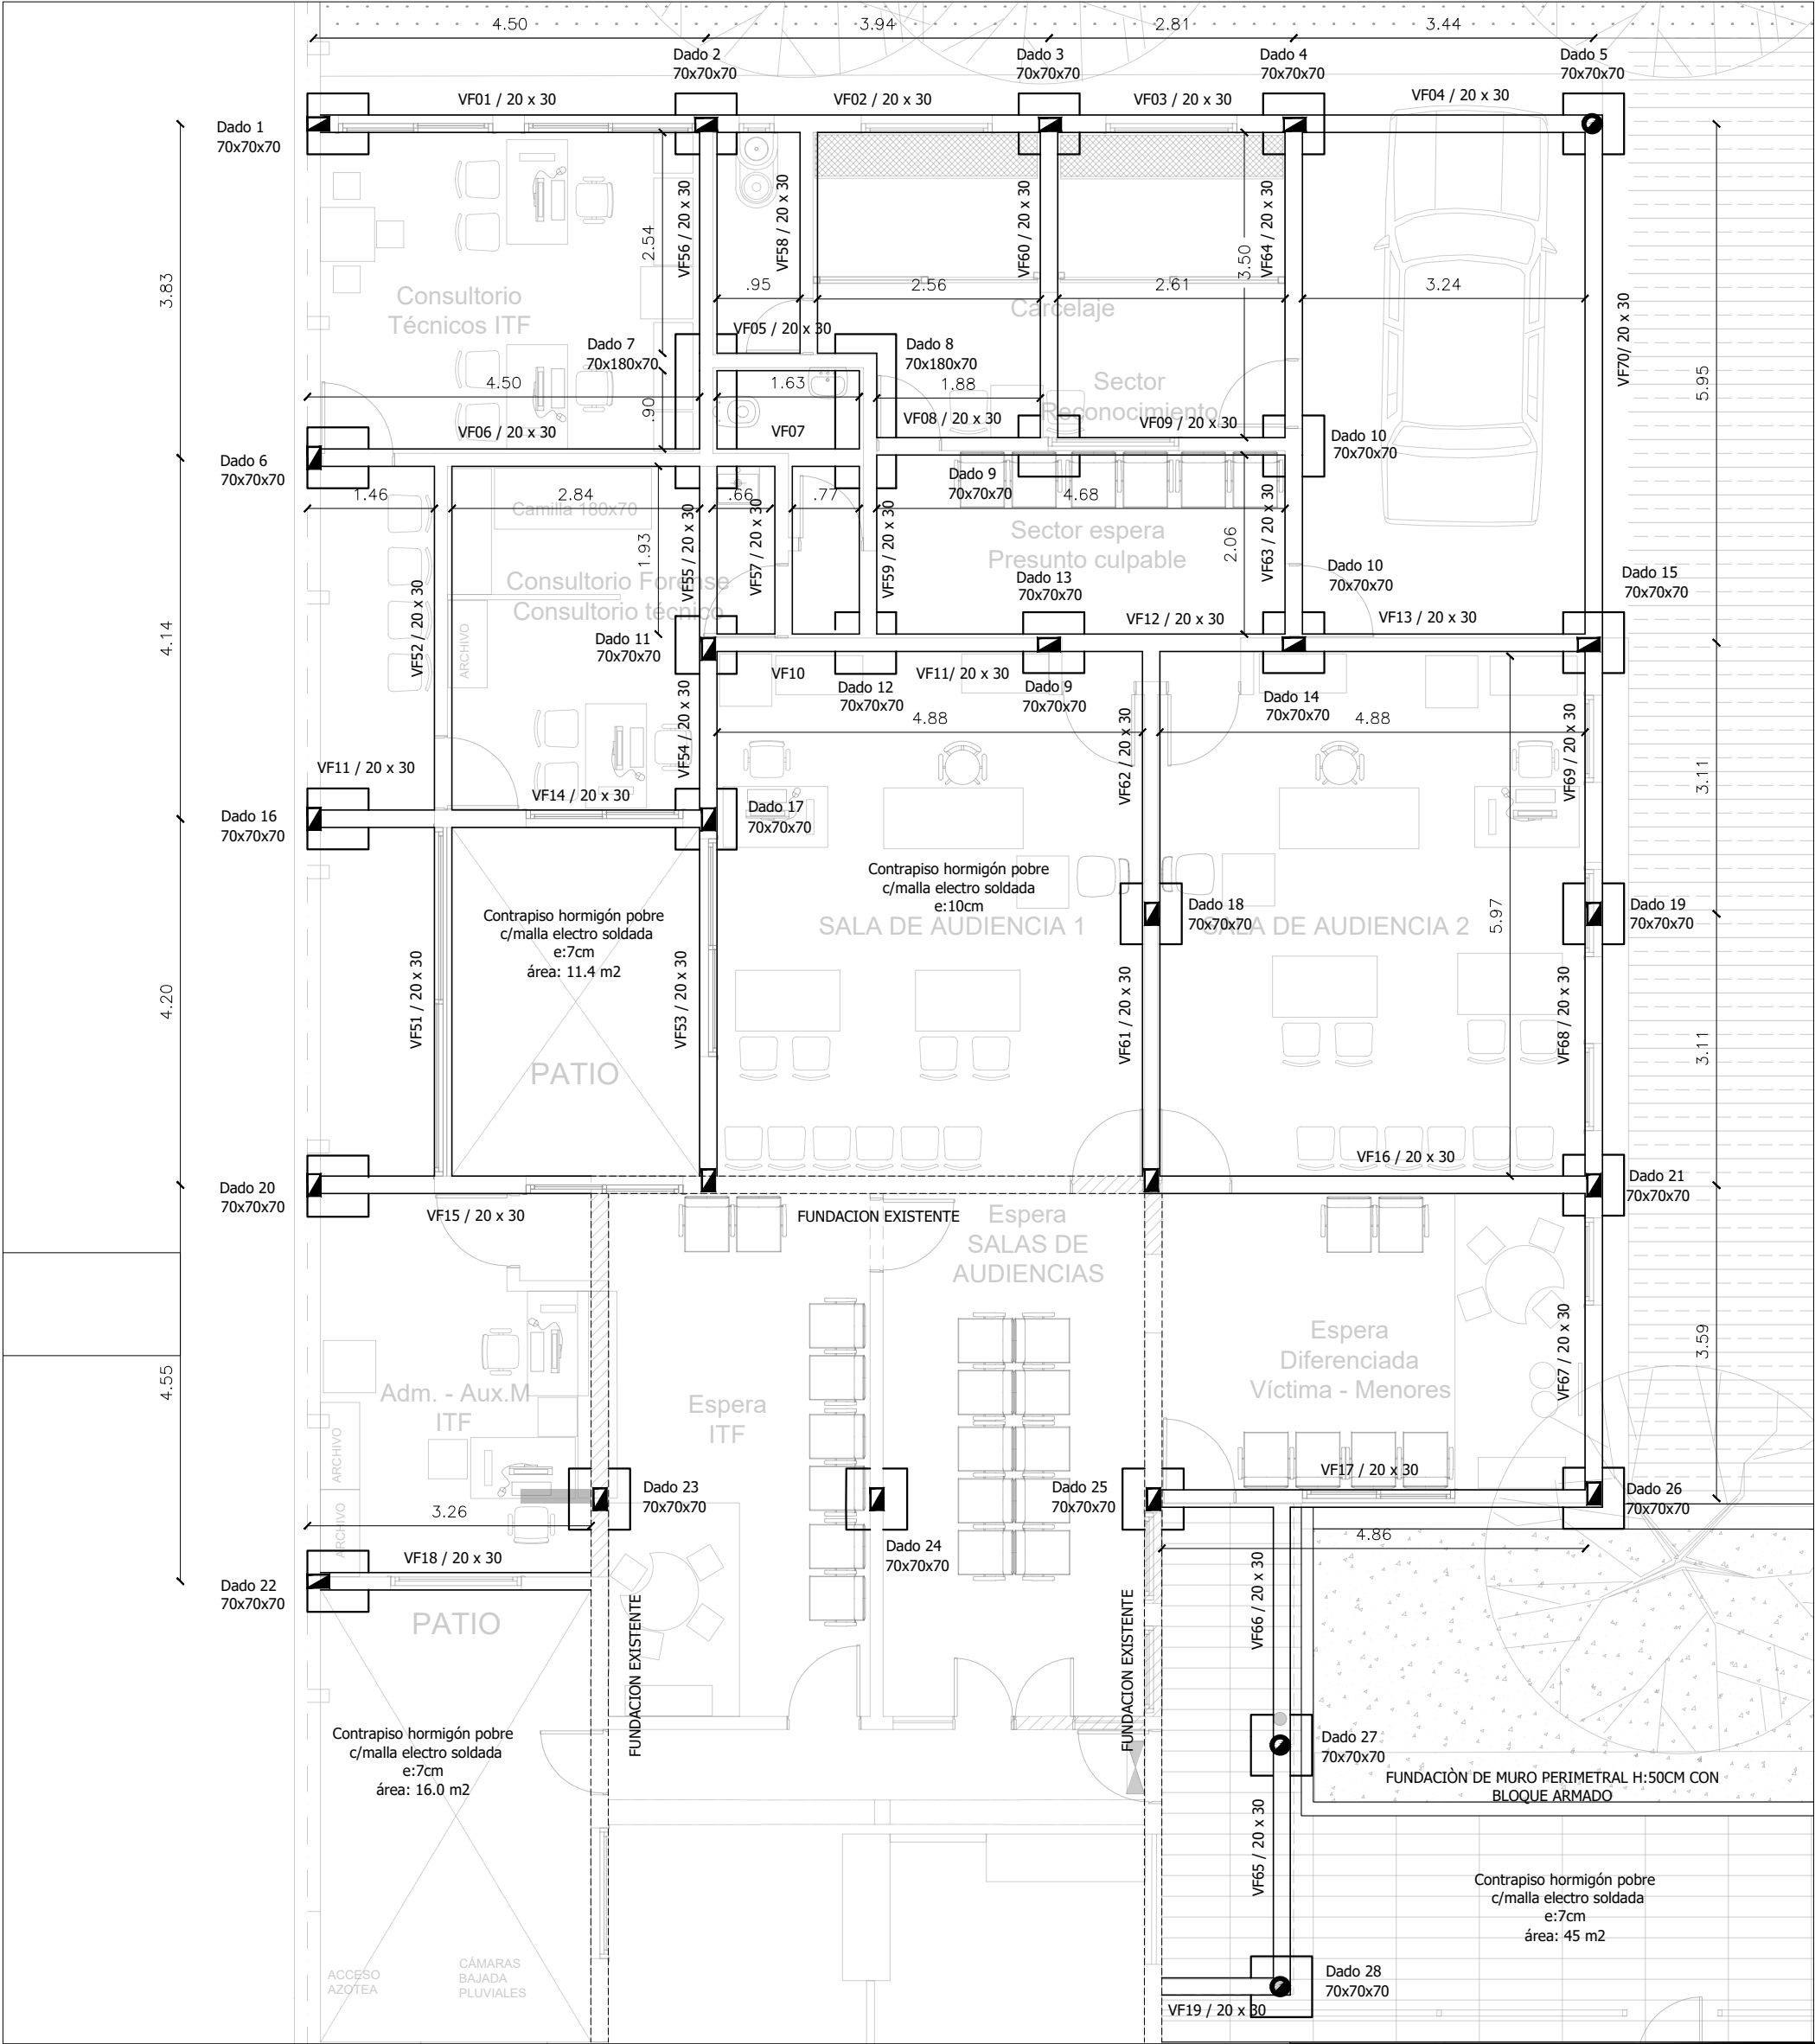 4.50
3.94
2.81
3.44
Dado 2
70x70x70
Dado 3
70x70x70
Dado 4
70x70x70
Dado 5
70x70x70
VF01 / 20 x 30
VF02 / 20 x 30
VF03 / 20 x 30
VF04 / 20 x 30
Dado 1
70x70x70
3.83
2.54
VF56 / 20 x 30
VF58 / 20 x 30
VF60 / 20 x 30
3.50
VF64 / 20 x 30
Consultorio
Técnicos ITF
.95
2.56
2.61
3.24
Carcelaje
VF05 / 20 x 30
VF70/ 20 x 30
5.95
Dado 7
70x180x70
Dado 8
70x180x70
4.50
1.63
1.88
Sector
Reconocimiento
.90
VF06 / 20 x 30
VF07
VF08 / 20 x 30
VF09 / 20 x 30
Dado 10
70x70x70
Dado 6
70x70x70
Dado 9
70x70x70
1.46
2.84
.66
.77
4.68
Camilla 180x70
Sector espera
Presunto culpable
1.93
VF55 / 20 x 30
VF57 / 20 x 30
VF59 / 20 x 30
2.06
VF63 / 20 x 30
Consultorio Forense
Consultorio técnico
Dado 13
70x70x70
Dado 10
70x70x70
Dado 15
70x70x70
VF52 / 20 x 30
ARCHIVO
4.14
Dado 11
70x70x70
VF12 / 20 x 30
VF13 / 20 x 30
VF10
VF11/ 20 x 30
Dado 12
70x70x70
Dado 9
70x70x70
Dado 14
70x70x70
4.88
4.88
VF54 / 20 x 30
VF62 / 20 x 30
VF69 / 20 x 30
3.11
VF11 / 20 x 30
VF14 / 20 x 30
Dado 16
70x70x70
Dado 17
70x70x70
Contrapiso hormigón pobre
c/malla electro soldada
e:10cm
SALA DE AUDIENCIA 1
Dado 18
70x70x70
SALA DE AUDIENCIA 2
5.97
Dado 19
70x70x70
Contrapiso hormigón pobre
c/malla electro soldada
e:7cm
área: 11.4 m2
4.20
VF51 / 20 x 30
VF53 / 20 x 30
VF61 / 20 x 30
VF68 / 20 x 30
3.11
PATIO
VF16 / 20 x 30
Dado 20
70x70x70
Dado 21
70x70x70
VF15 / 20 x 30
FUNDACION EXISTENTE
Espera
SALAS DE
AUDIENCIAS
Espera
Diferenciada
Víctima - Menores
VF67 / 20 x 30
3.59
4.55
Adm. - Aux.M
ITF
Espera
ITF
ARCHIVO
ARCHIVO
VF17 / 20 x 30
Dado 23
70x70x70
Dado 25
70x70x70
Dado 26
70x70x70
3.26
4.86
Dado 24
70x70x70
VF18 / 20 x 30
Dado 22
70x70x70
PATIO
FUNDACION EXISTENTE
FUNDACION EXISTENTE
VF66 / 20 x 30
Contrapiso hormigón pobre
c/malla electro soldada
e:7cm
área: 16.0 m2
Dado 27
70x70x70
FUNDACIÒN DE MURO PERIMETRAL H:50CM CON
BLOQUE ARMADO
VF65 / 20 x 30
Contrapiso hormigón pobre
c/malla electro soldada
e:7cm
área: 45 m2
ACCESO
AZOTEA
CÁMARAS
BAJADA
PLUVIALES
Dado 28
70x70x70
VF19 / 20 x 30